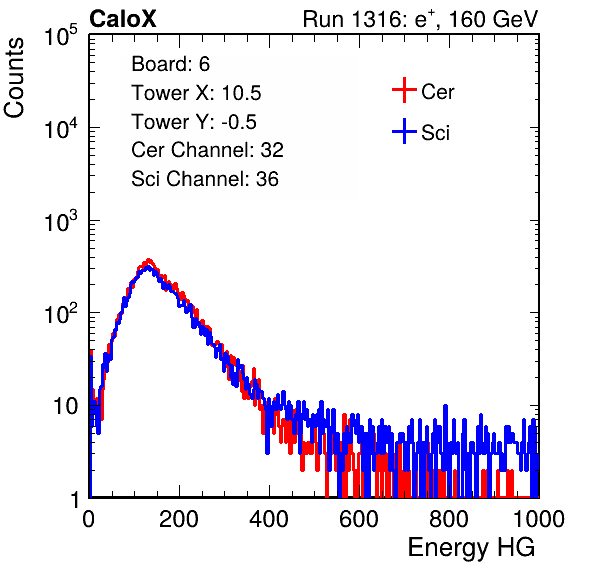 CaloX Run 1316: e⁺, 160 GeV
Counts
Board: 6
Tower X: 10.5
Tower Y: -0.5
Cer Channel: 32
Sci Channel: 36
Cer
Sci
10⁵
10⁴
10³
10²
10
1
0 200 400 600 800 1000
Energy HG